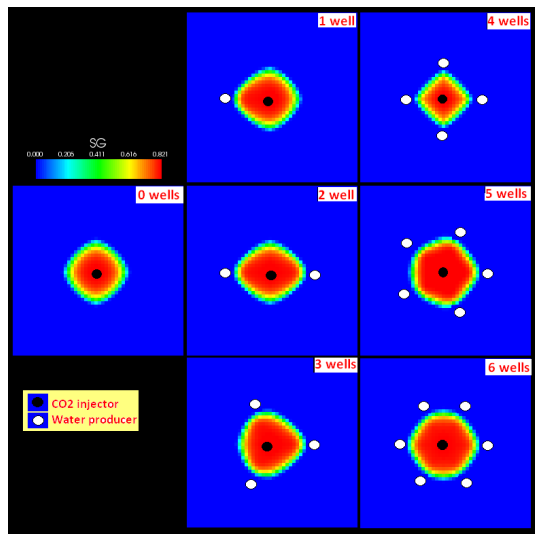 1 well
4 wells
SG
0.000 0.205 0.411 0.616 0.821
0 wells
2 well
5 wells
3 wells
6 wells
CO2 injector
Water producer